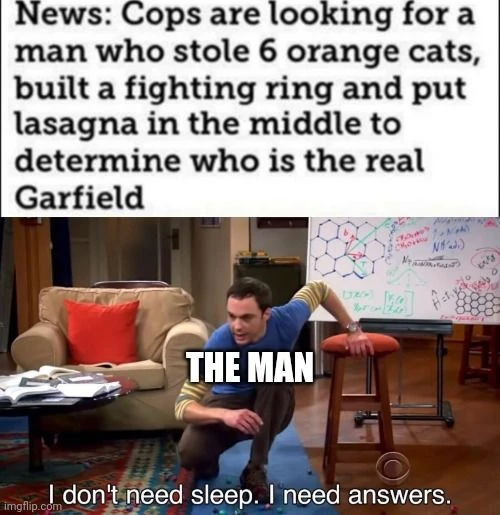 News: Cops are looking for a
man who stole 6 orange cats,
built a fighting ring and put
lasagna in the middle to
determine who is the real
Garfield
THE MAN
I don't need sleep. I need answers.
imgflip.com